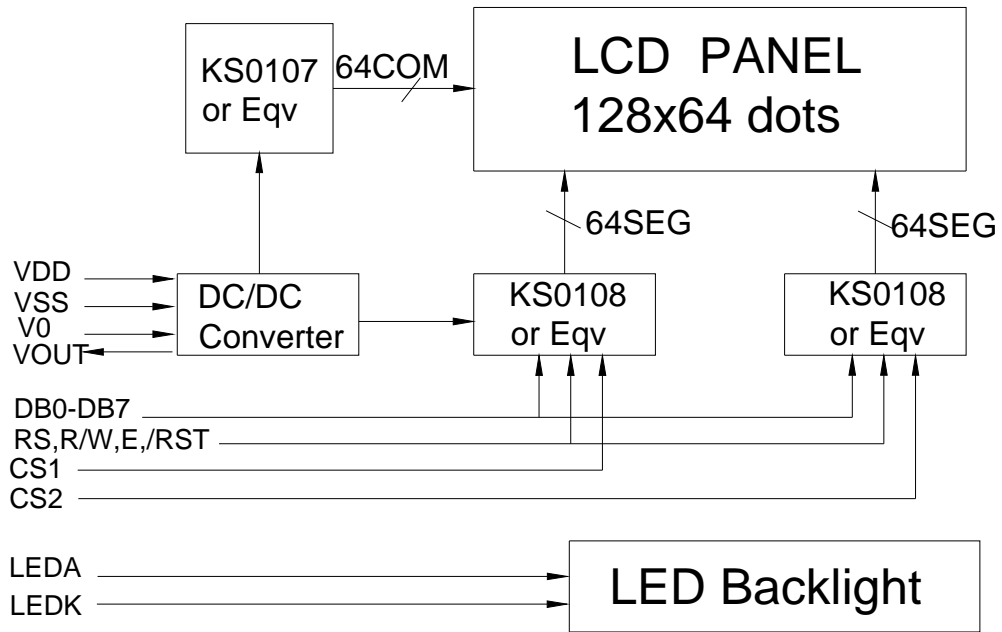 KS0107
or Eqv
64COM
LCD PANEL
128x64 dots
64SEG
64SEG
VDD
VSS
V0
VOUT
DC/DC
Converter
KS0108
or Eqv
KS0108
or Eqv
DB0-DB7
RS,R/W,E,/RST
CS1
CS2
LEDA
LEDK
LED Backlight